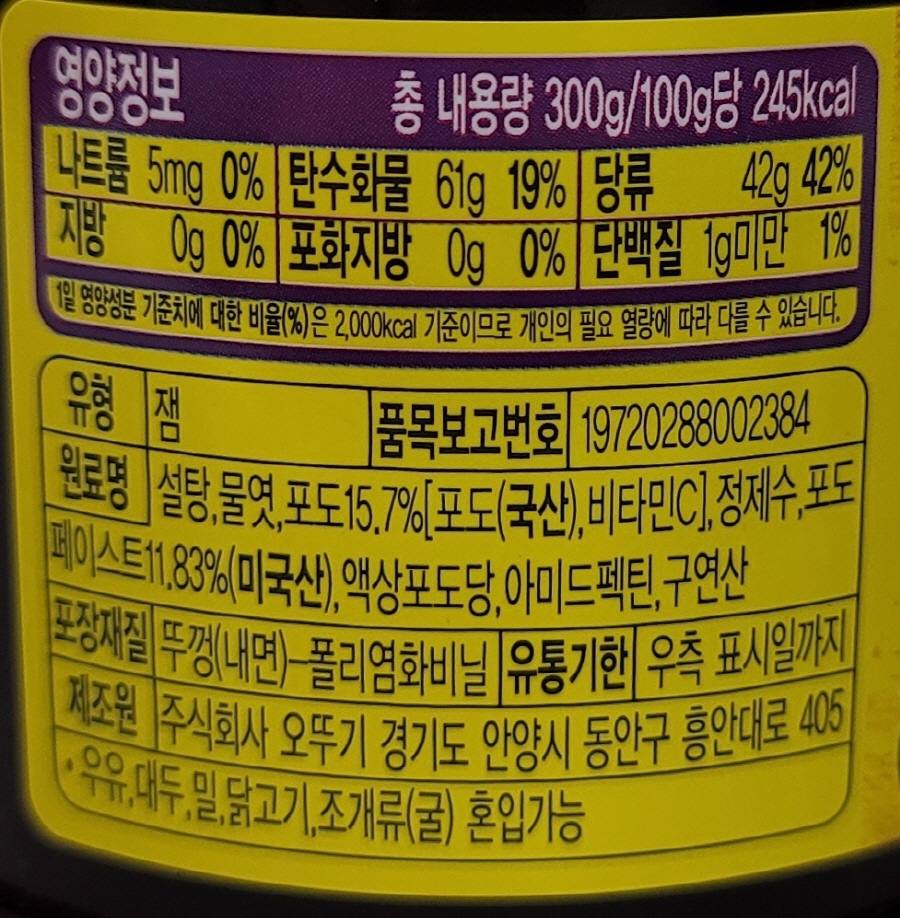 영양정보 총 내용량 300g/100g당 245kcal
나트륨 5mg 0% 탄수화물 61g 19% 당류 42g 42%
지방 0g 0% 포화지방 0g 0% 단백질 1g미만 1%
1일 영양성분 기준치에 대한 비율(%)은 2,000kcal 기준이므로 개인의 필요 열량에 따라 다를 수 있습니다.
유형 잼 품목보고번호 19720288002384
원료명 설탕,물엿,포도15.7%[포도(국산),비타민C],정제수,포도
페이스트11.83%(미국산),액상포도당,아미드펙틴,구연산
포장재질 뚜껑(내면)-폴리염화비닐 유통기한 우측 표시일까지
제조원 주식회사 오뚜기 경기도 안양시 동안구 흥안대로 405
·우유,대두,밀,닭고기,조개류(굴) 혼입가능